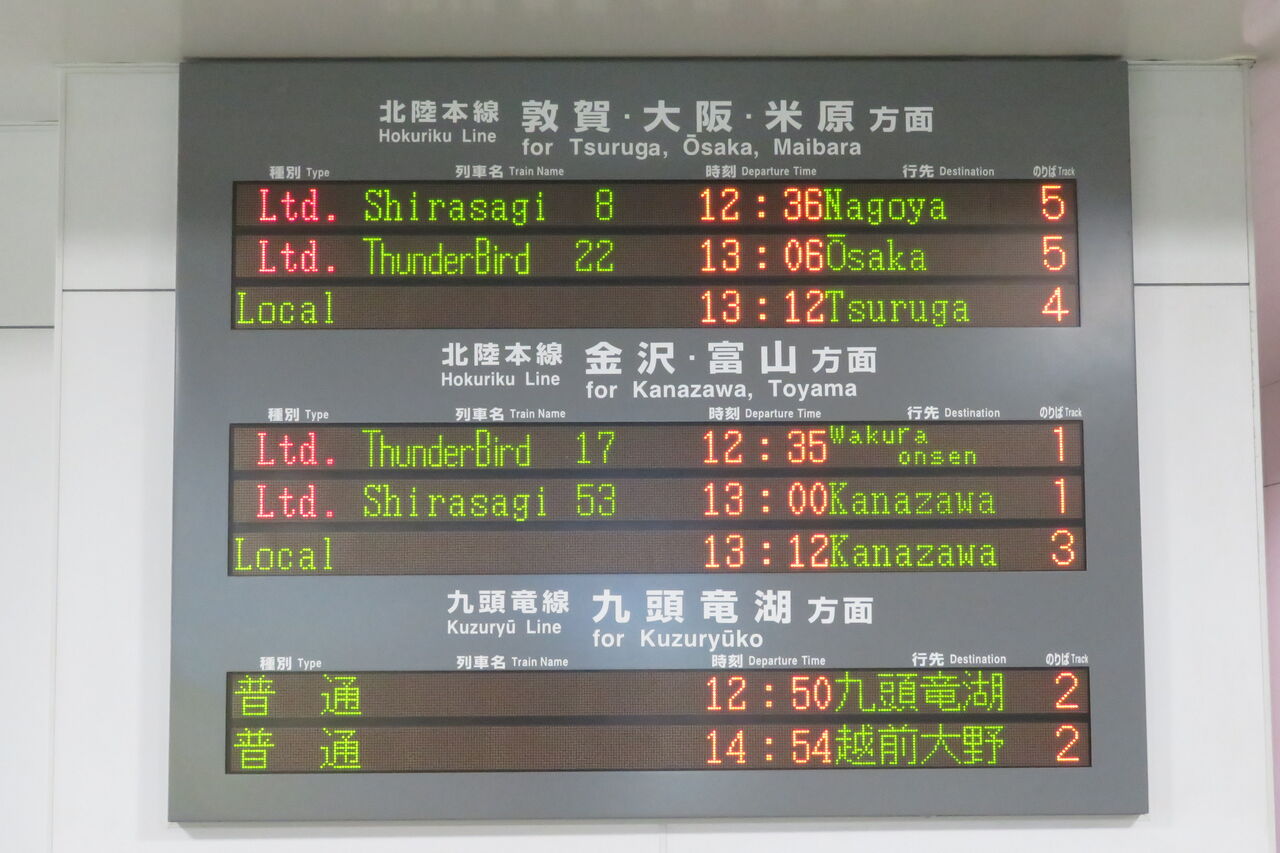 北陸本線 敦賀・大阪・米原 方面
Hokuriku Line for Tsuruga, Ōsaka, Maibara
種別 Type 列車名 Train Name 時刻 Departure Time 行先 Destination のりば Track
Ltd. Shirasagi 8 12:36 Nagoya 5
Ltd. ThunderBird 22 13:06 Ōsaka 5
Local 13:12 Tsuruga 4
北陸本線 金沢・富山 方面
Hokuriku Line for Kanazawa, Toyama
種別 Type 列車名 Train Name 時刻 Departure Time 行先 Destination のりば Track
Ltd. ThunderBird 17 12:35 Wakura onsen 1
Ltd. Shirasagi 53 13:00 Kanazawa 1
Local 13:12 Kanazawa 3
九頭竜線 九頭竜湖 方面
Kuzuryū Line for Kuzuryūko
種別 Type 列車名 Train Name 時刻 Departure Time 行先 Destination のりば Track
普通 12:50 九頭竜湖 2
普通 14:54 越前大野 2